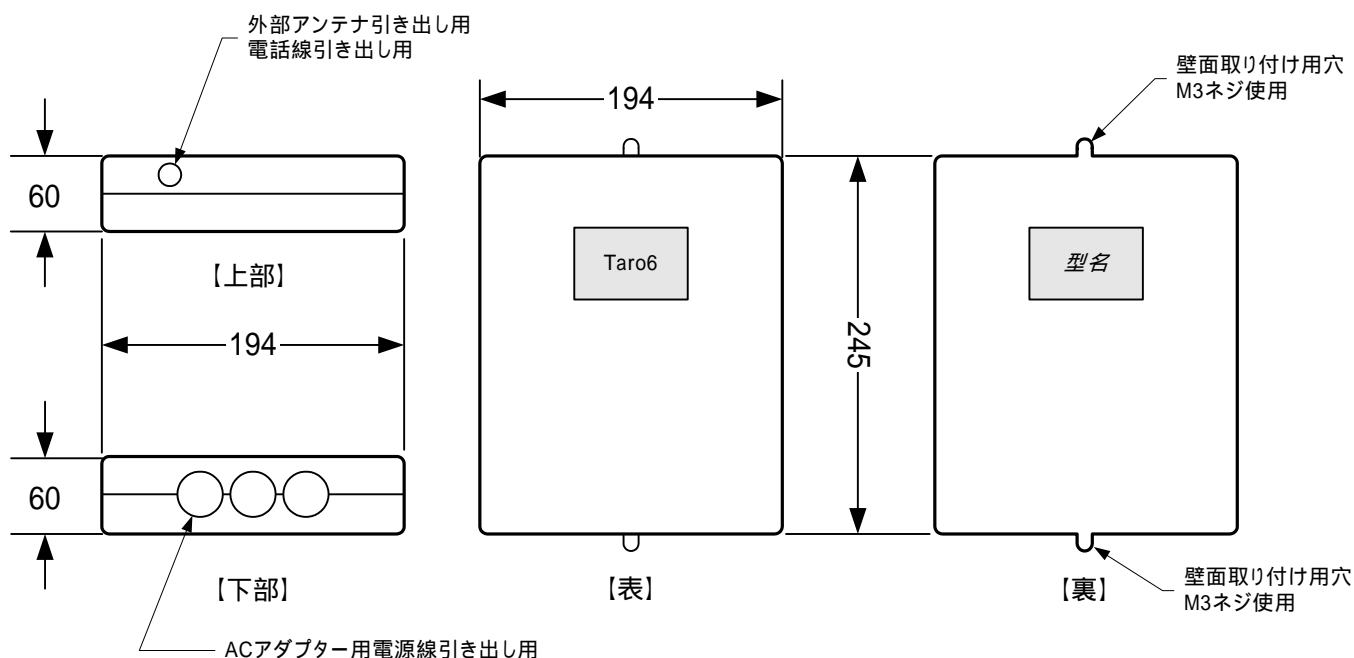 外部アンテナ引き出し用
電話線引き出し用
壁面取り付け用穴
M3ネジ使用
194
60
Taro6
型名
【上部】
194
245
60
【下部】
【表】
【裏】
壁面取り付け用穴
M3ネジ使用
ACアダプター用電源線引き出し用